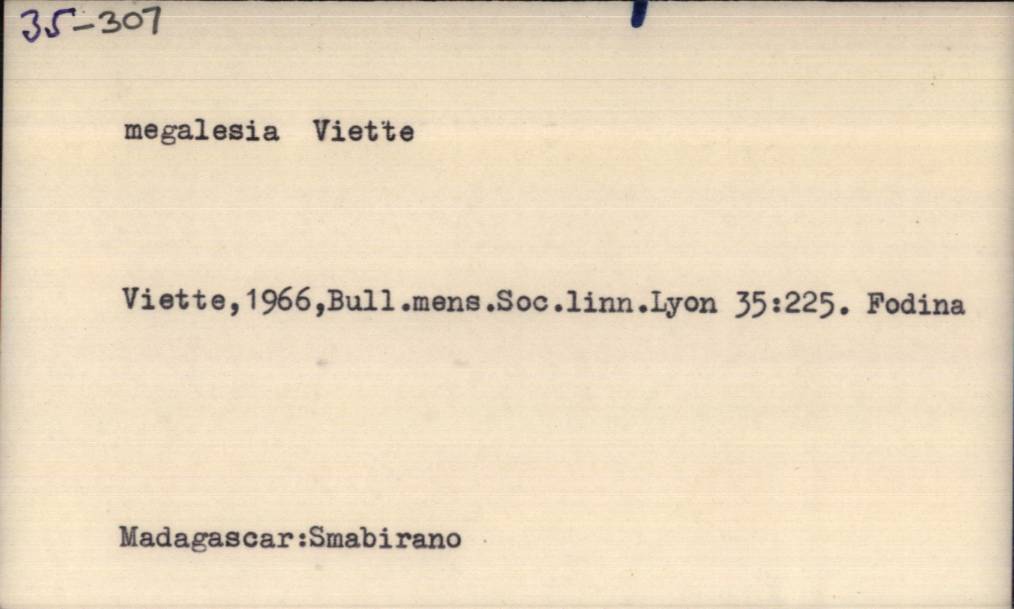 35-307
megalesia Viette
Viette,1966,Bull.mens.Soc.linn.Lyon 35:225. Fodina
Madagascar:Smabirano